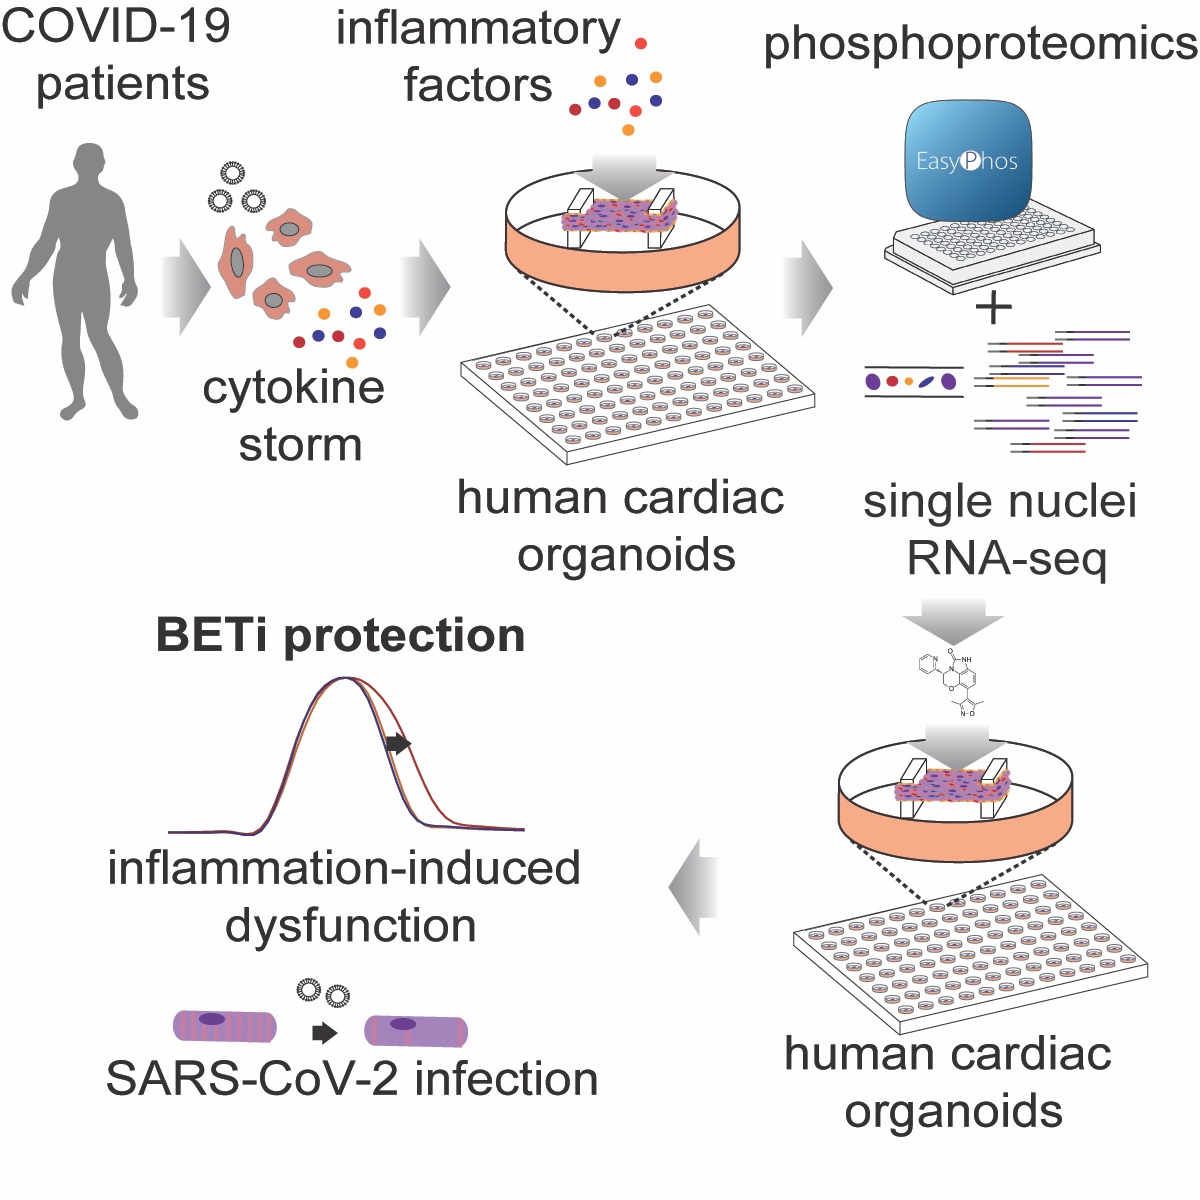 COVID-19
patients
inflammatory
factors
phosphoproteomics
EasyPhos
+
cytokine
storm
human cardiac
organoids
single nuclei
RNA-seq
O
NH
N
N
O
N-O
BETi protection
inflammation-induced
dysfunction
SARS-CoV-2 infection
human cardiac
organoids